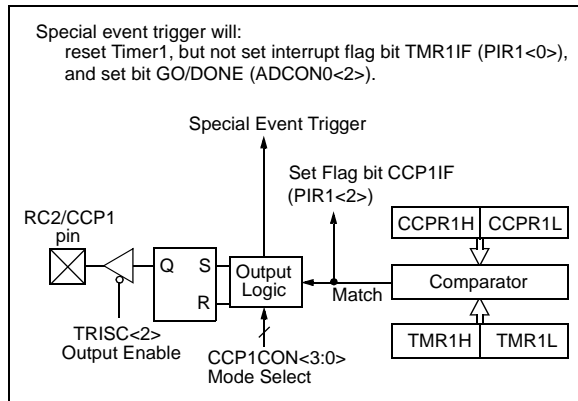 Special event trigger will:
reset Timer1, but not set interrupt flag bit TMR1IF (PIR1<0>),
and set bit GO/DONE (ADCON0<2>).
Special Event Trigger
Set Flag bit CCP1IF
(PIR1<2>)
RC2/CCP1
pin
CCPR1H CCPR1L
Q S
R
Output
Logic
Match
Comparator
TRISC<2>
Output Enable
CCP1CON<3:0>
Mode Select
TMR1H TMR1L